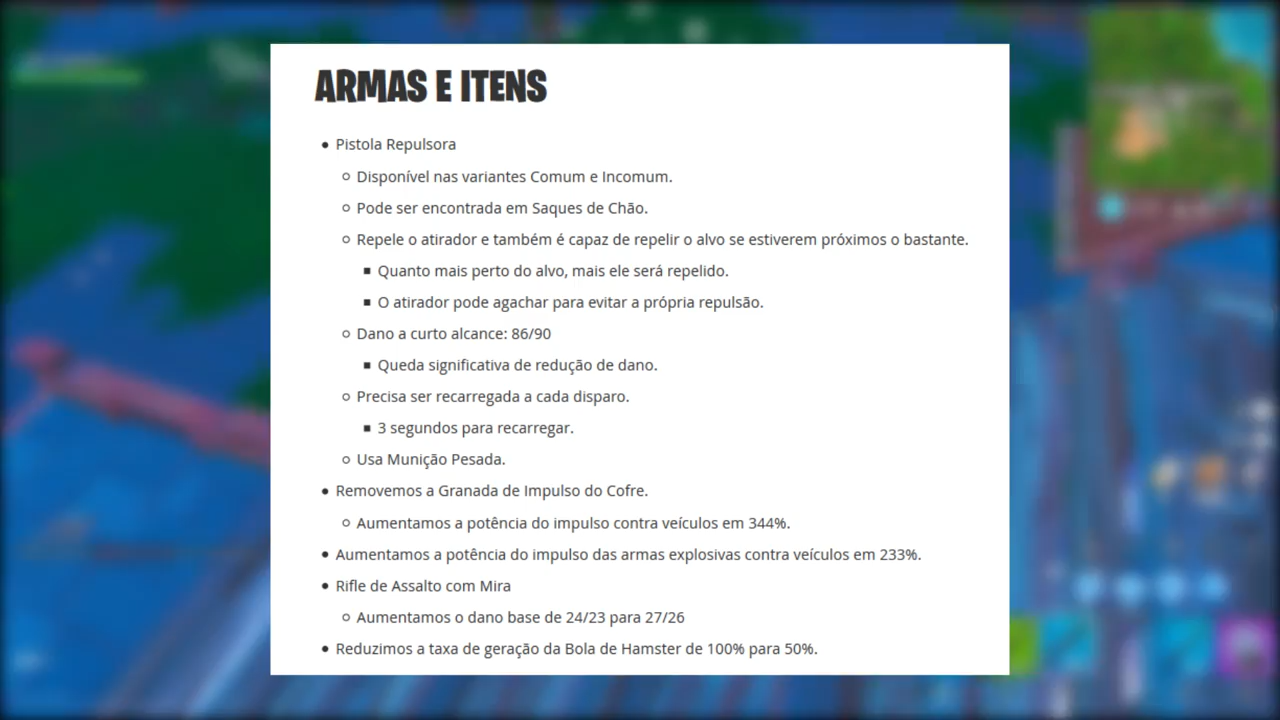 ARMAS E ITENS
Pistola Repulsora
Disponível nas variantes Comum e Incomum.
Pode ser encontrada em Saques de Chão.
Repele o atirador e também é capaz de repelir o alvo se estiverem próximos o bastante.
Quanto mais perto do alvo, mais ele será repelido.
O atirador pode agachar para evitar a própria repulsão.
Dano a curto alcance: 86/90
Queda significativa de redução de dano.
Precisa ser recarregada a cada disparo.
3 segundos para recarregar.
Usa Munição Pesada.
Removemos a Granada de Impulso do Cofre.
Aumentamos a potência do impulso contra veículos em 344%.
Aumentamos a potência do impulso das armas explosivas contra veículos em 233%.
Rifle de Assalto com Mira
Aumentamos o dano base de 24/23 para 27/26
Reduzimos a taxa de geração da Bola de Hamster de 100% para 50%.